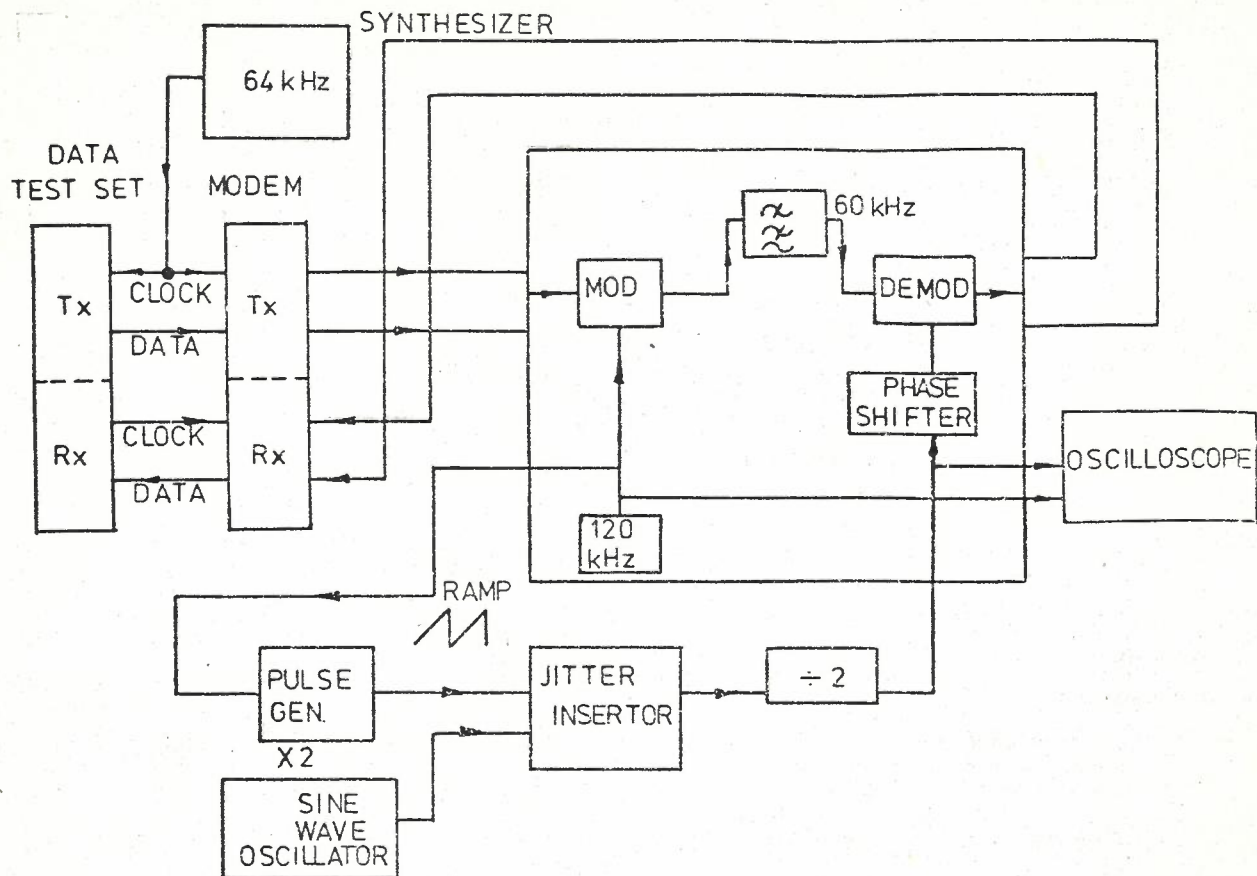 SYNTHESIZER
64 kHz
DATA
TEST SET
MODEM
Tx
CLOCK
DATA
Tx
Rx
CLOCK
DATA
Rx
MOD
60 kHz
DEMOD
PHASE
SHIFTER
OSCILLOSCOPE
120
kHz
RAMP
PULSE
GEN.
X2
JITTER
INSERTOR
÷ 2
SINE
WAVE
OSCILLATOR